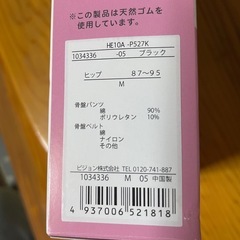 ※この製品は天然ゴムを
使用しています。
HE10A -P527K
1034336 -05 ブラック
ヒップ 87～95
M
骨盤パンツ
綿 90%
ポリウレタン 10%
骨盤ベルト
綿
ナイロン
その他
ピジョン株式会社 TEL 0120-741-887
1034336 M 05 中国製
4 937006 521818